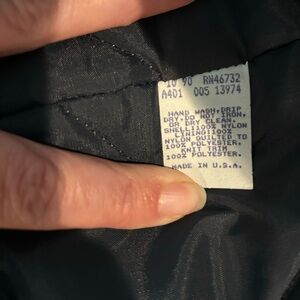 10 90 RN46732
A401 005 13974
HAND WASH, DRIP
DRY. DO NOT IRON,
OR DRY CLEAN.
SHELL:100% NYLON
LINING:100%
NYLON QUILTED TO
100% POLYESTER.
KNIT TRIM
100% POLYESTER.
MADE IN U.S.A.